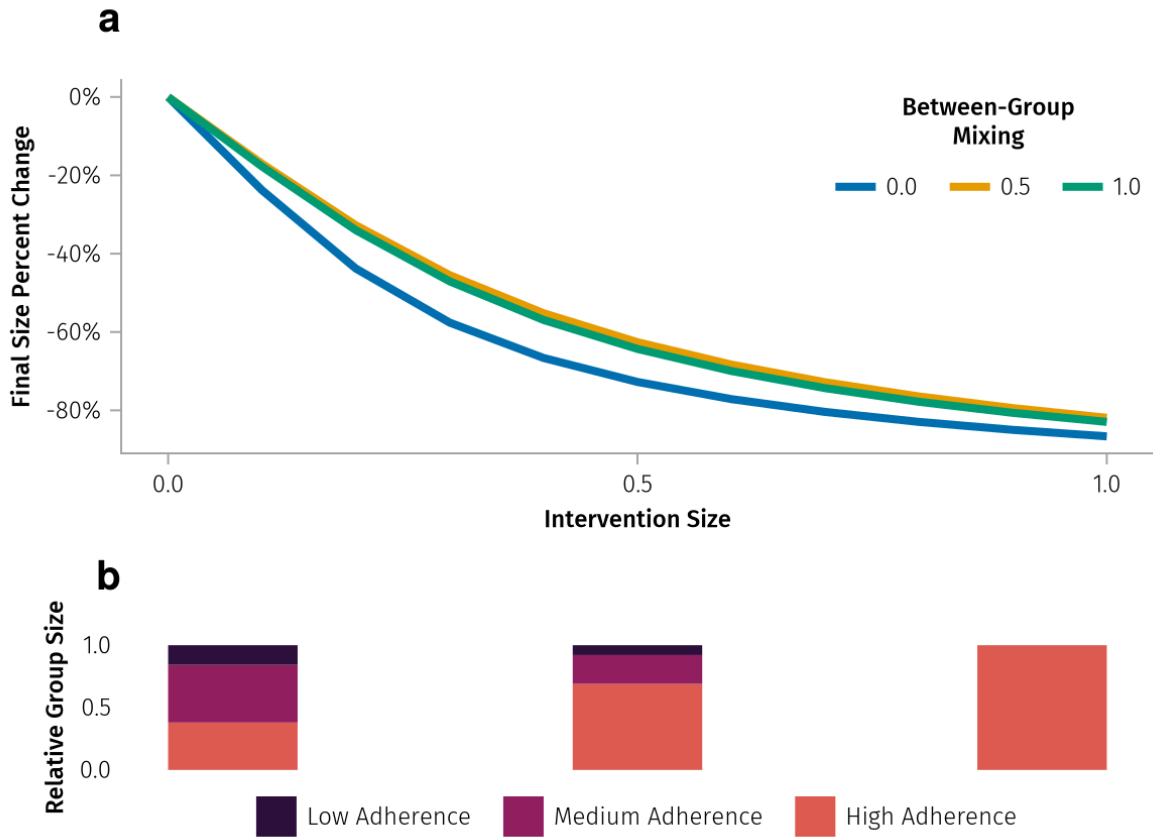 a
Final Size Percent Change
0%
-20%
-40%
-60%
-80%
Between-Group
Mixing
0.0 0.5 1.0
0.0 0.5 1.0
Intervention Size
b
Relative Group Size
1.0
0.5
0.0
Low Adherence Medium Adherence High Adherence